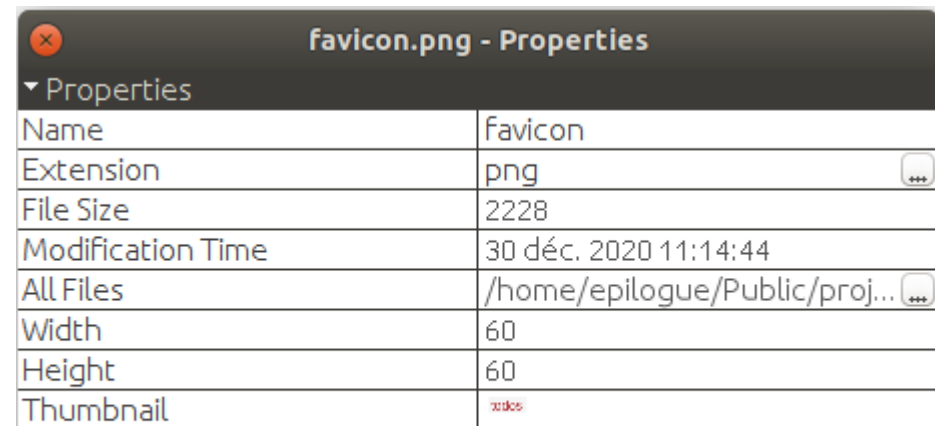 favicon.png - Properties
Properties
Name favicon
Extension png ...
File Size 2228
Modification Time 30 déc. 2020 11:14:44
All Files /home/epilogue/Public/proj... ...
Width 60
Height 60
Thumbnail todos